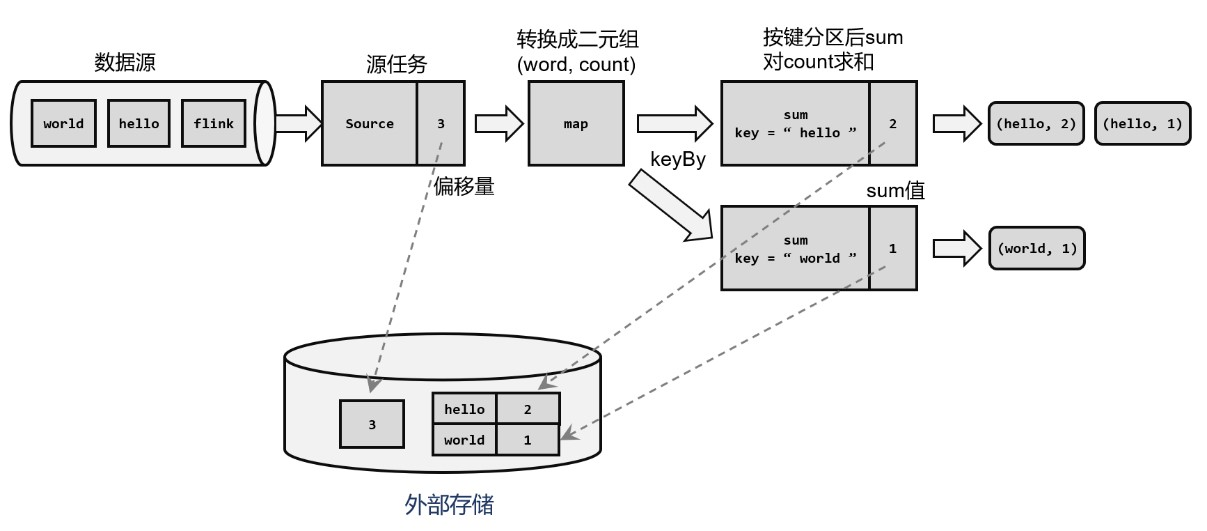 数据源
world
hello
flink
源任务
Source
3
偏移量
转换成二元组
(word, count)
map
keyBy
按键分区后sum
对count求和
sum
key = “ hello ”
2
(hello, 2)
(hello, 1)
sum值
sum
key = “ world ”
1
(world, 1)
3
hello
2
world
1
外部存储